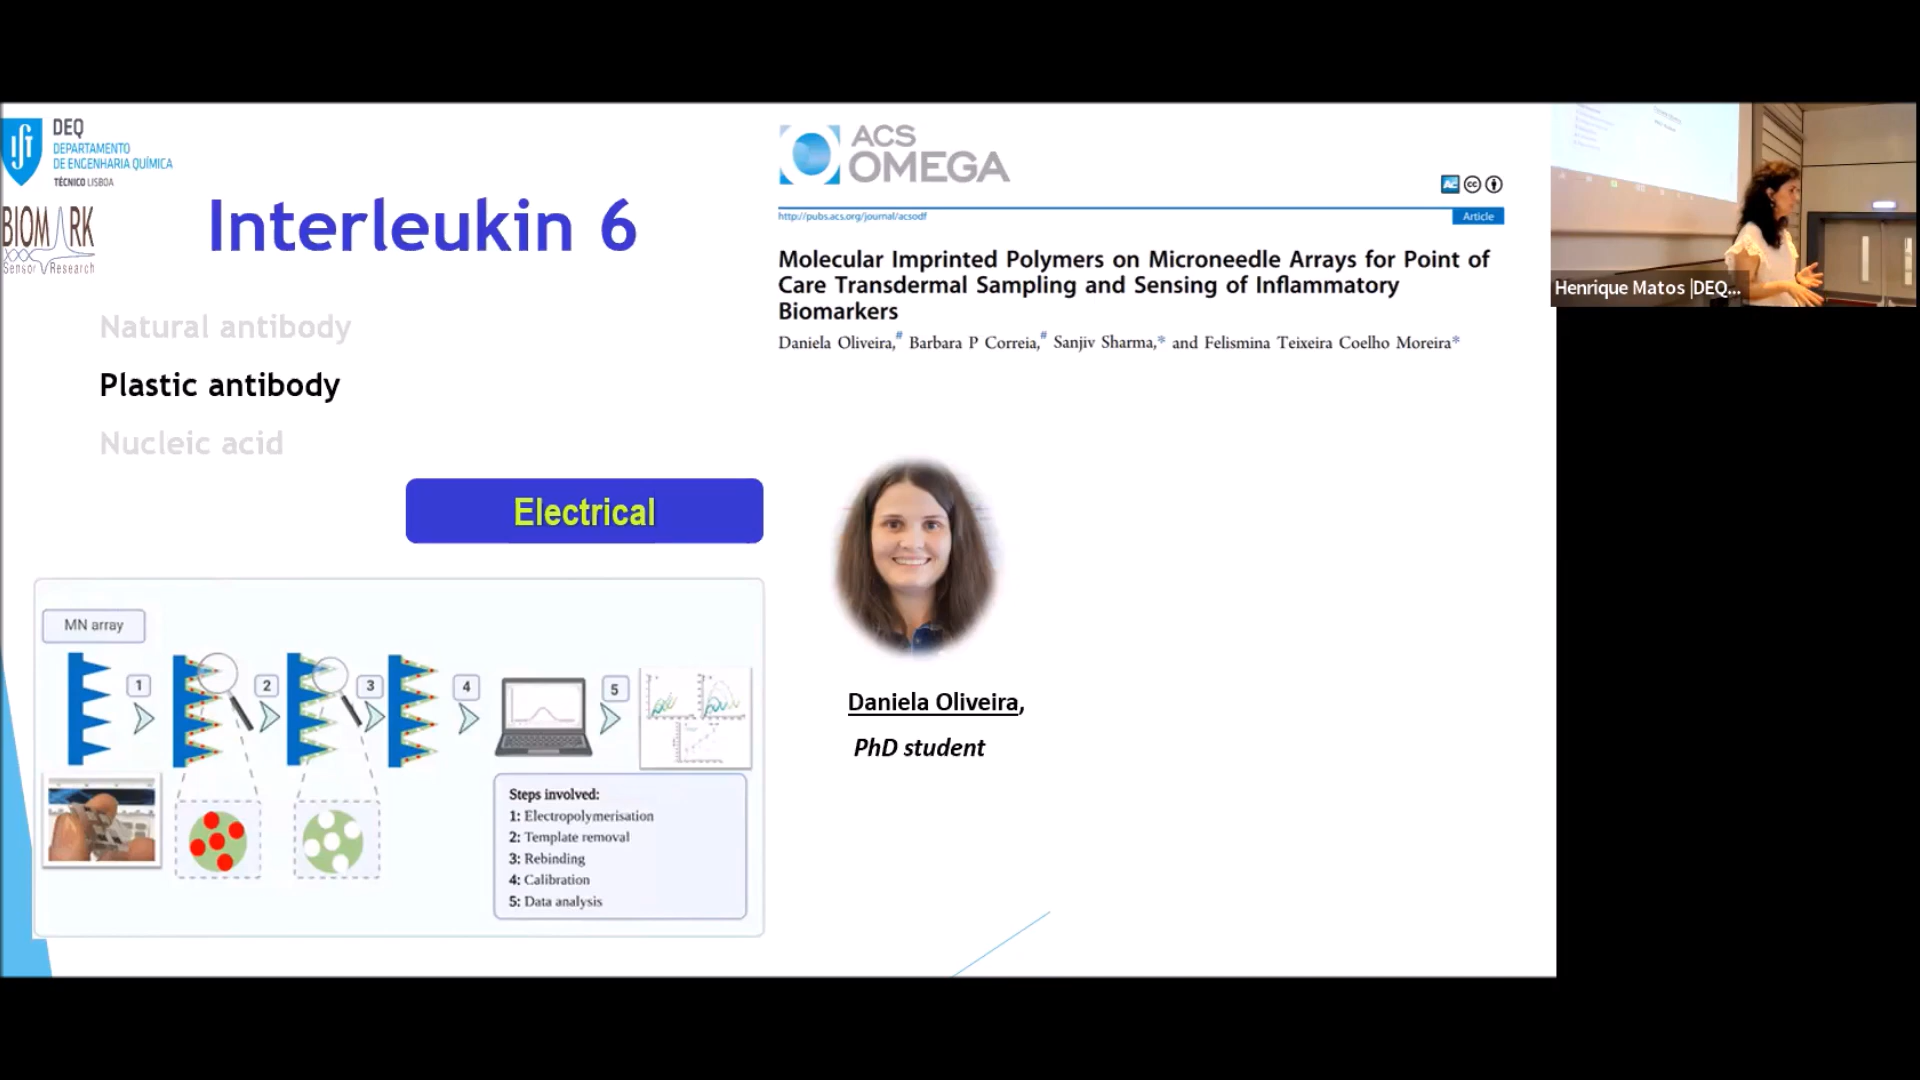 DEQ
DEPARTAMENTO
DE ENGENHARIA QUÍMICA
TÉCNICO LISBOA
BIOMARK
Sensor Research
Interleukin 6
Natural antibody
Plastic antibody
Nucleic acid
Electrical
ACS
OMEGA
http://pubs.acs.org/journal/acsodf
Article
Molecular Imprinted Polymers on Microneedle Arrays for Point of
Care Transdermal Sampling and Sensing of Inflammatory
Biomarkers
Daniela Oliveira,# Barbara P Correia,# Sanjiv Sharma,* and Felismina Teixeira Coelho Moreira*
MN array
1
2
3
4
5
Steps involved:
1: Electropolymerisation
2: Template removal
3: Rebinding
4: Calibration
5: Data analysis
Daniela Oliveira,
PhD student
Henrique Matos |DEQ...